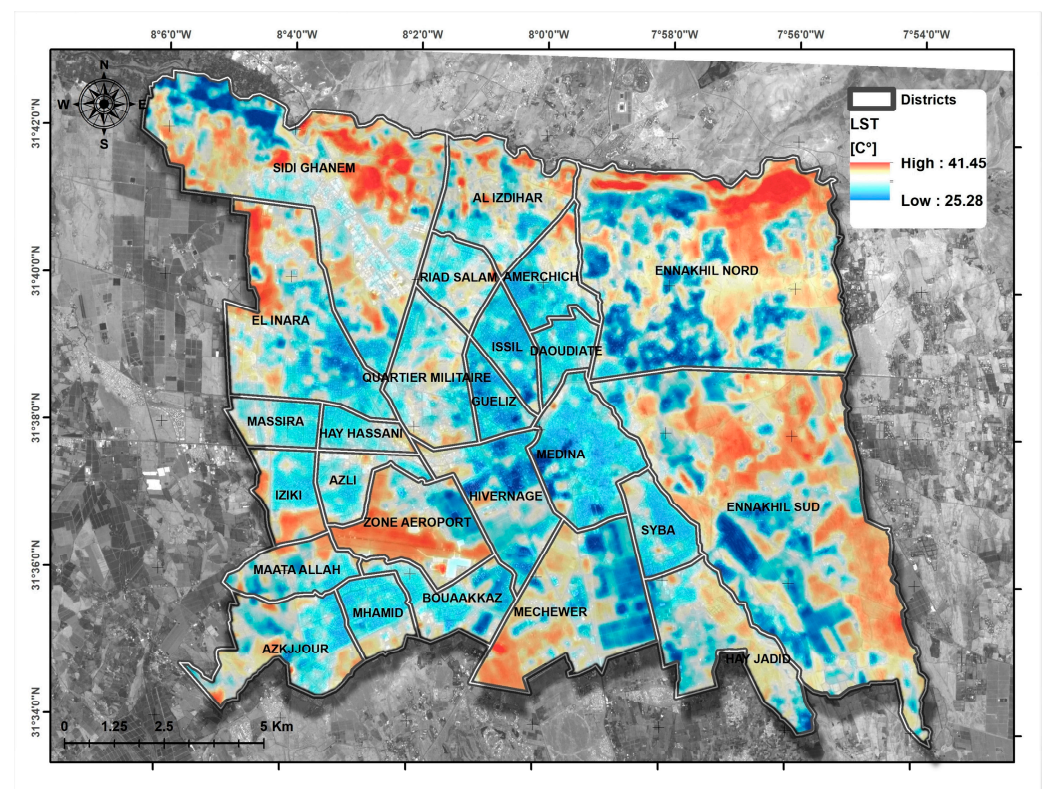 8°6'0"W 8°4'0"W 8°2'0"W 8°0'0"W 7°58'0"W 7°56'0"W 7°54'0"W
N
W E
S
31°42'0"N
31°40'0"N
31°38'0"N
31°36'0"N
31°34'0"N
Districts
LST
[C°]
High : 41.45
Low : 25.28
SIDI GHANEM
AL IZDIHAR
RIAD SALAM
AMERCHICH
ENNAKHIL NORD
EL INARA
ISSIL
DAOUDIATE
QUARTIER MILITAIRE
GUELIZ
MASSIRA
HAY HASSANI
MEDINA
AZLI
IZIKI
HIVERNAGE
ENNAKHIL SUD
ZONE AEROPORT
SYBA
MAATA ALLAH
BOUAAKKAZ
MHAMID
MECHEWER
AZKJJOUR
HAY JADID
0 1.25 2.5 5 Km